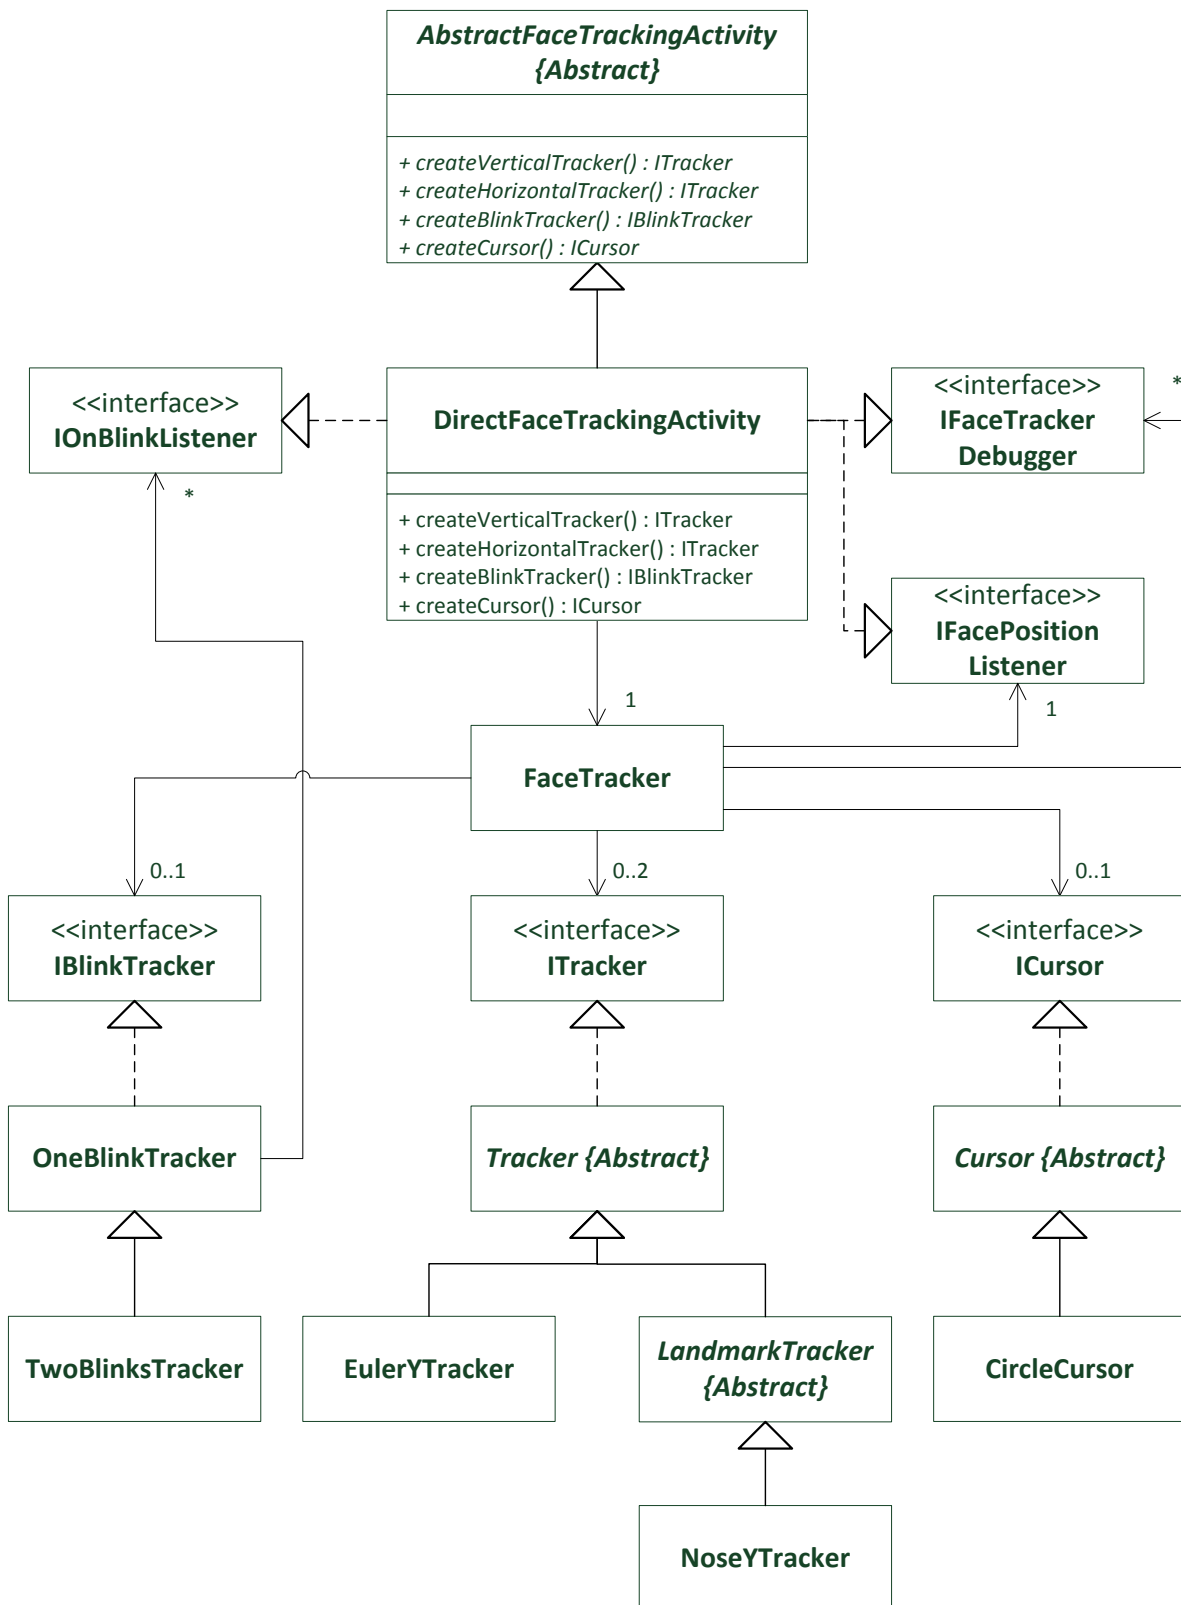 AbstractFaceTrackingActivity
{Abstract}
+ createVerticalTracker() : ITracker
+ createHorizontalTracker() : ITracker
+ createBlinkTracker() : IBlinkTracker
+ createCursor() : ICursor
<<interface>>
IOnBlinkListener
*
DirectFaceTrackingActivity
+ createVerticalTracker() : ITracker
+ createHorizontalTracker() : ITracker
+ createBlinkTracker() : IBlinkTracker
+ createCursor() : ICursor
<<interface>>
IFaceTracker
Debugger
*
<<interface>>
IFacePosition
Listener
1
1
FaceTracker
0..1
0..2
0..1
<<interface>>
IBlinkTracker
<<interface>>
ITracker
<<interface>>
ICursor
OneBlinkTracker
Tracker {Abstract}
Cursor {Abstract}
TwoBlinksTracker
EulerYTracker
LandmarkTracker
{Abstract}
CircleCursor
NoseYTracker